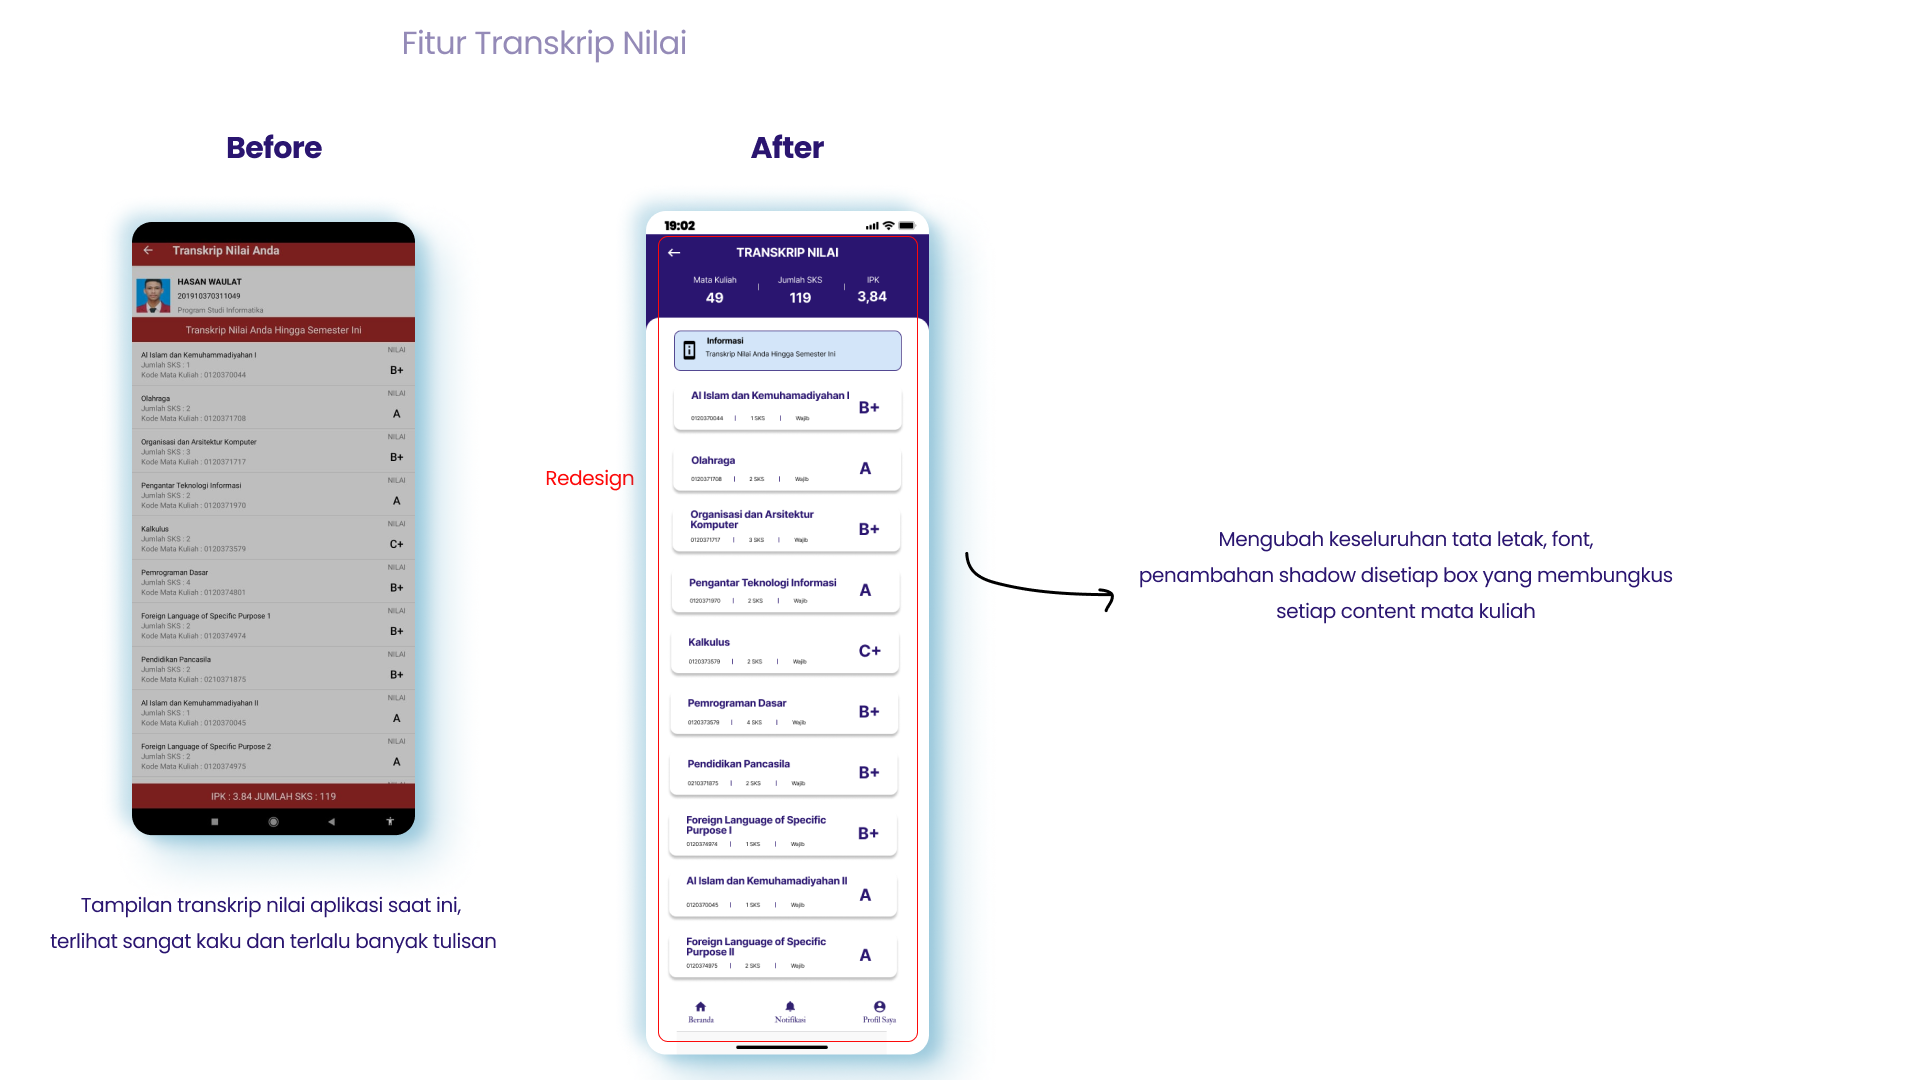 Fitur Transkrip Nilai
Before
Transkrip Nilai Anda
HASAN WAULAT
201910370311049
Program Studi Informatika
Transkrip Nilai Anda Hingga Semester Ini
Al Islam dan Kemuhammadiyahan I
Jumlah SKS : 1
Kode Mata Kuliah : 0120370044
NILAI
B+
Olahraga
Jumlah SKS : 2
Kode Mata Kuliah : 0120371708
NILAI
A
Organisasi dan Arsitektur Komputer
Jumlah SKS : 3
Kode Mata Kuliah : 0120371717
NILAI
B+
Pengantar Teknologi Informasi
Jumlah SKS : 2
Kode Mata Kuliah : 0120371970
NILAI
A
Kalkulus
Jumlah SKS : 2
Kode Mata Kuliah : 0120373579
NILAI
C+
Pemrograman Dasar
Jumlah SKS : 4
Kode Mata Kuliah : 0120374801
NILAI
B+
Foreign Language of Specific Purpose 1
Jumlah SKS : 2
Kode Mata Kuliah : 0120374974
NILAI
B+
Pendidikan Pancasila
Jumlah SKS : 2
Kode Mata Kuliah : 0210371875
NILAI
B+
Al Islam dan Kemuhammadiyahan II
Jumlah SKS : 1
Kode Mata Kuliah : 0120370045
NILAI
A
Foreign Language of Specific Purpose 2
Jumlah SKS : 2
Kode Mata Kuliah : 0120374975
NILAI
A
IPK : 3.84 JUMLAH SKS : 119
Tampilan transkrip nilai aplikasi saat ini,
terlihat sangat kaku dan terlalu banyak tulisan
Redesign
After
19:02
TRANSKRIP NILAI
Mata Kuliah | Jumlah SKS | IPK
49 119 3,84
Informasi
Transkrip Nilai Anda Hingga Semester Ini
Al Islam dan Kemuhamadiyahan I
0120370044 | 1 SKS | Wajib
B+
Olahraga
0120371708 | 2 SKS | Wajib
A
Organisasi dan Arsitektur
Komputer
0120371717 | 3 SKS | Wajib
B+
Pengantar Teknologi Informasi
0120371970 | 2 SKS | Wajib
A
Kalkulus
0120373579 | 2 SKS | Wajib
C+
Pemrograman Dasar
0120373579 | 4 SKS | Wajib
B+
Pendidikan Pancasila
0210371875 | 2 SKS | Wajib
B+
Foreign Language of Specific
Purpose I
0120374974 | 1 SKS | Wajib
B+
Al Islam dan Kemuhamadiyahan II
0120370045 | 1 SKS | Wajib
A
Foreign Language of Specific
Purpose II
0120374975 | 2 SKS | Wajib
A
Beranda
Notifikasi
Profil Saya
Mengubah keseluruhan tata letak, font,
penambahan shadow disetiap box yang membungkus
setiap content mata kuliah